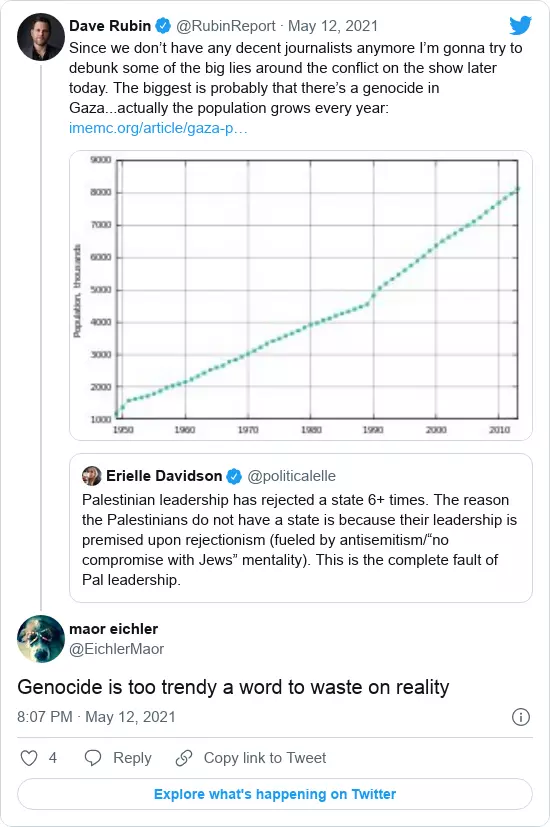 Dave Rubin @RubinReport · May 12, 2021
Since we don’t have any decent journalists anymore I’m gonna try to
debunk some of the big lies around the conflict on the show later
today. The biggest is probably that there’s a genocide in
Gaza...actually the population grows every year:
imemc.org/article/gaza-p…
9000
8000
7000
6000
5000
4000
3000
2000
1000
Population, thousands
1950 1960 1970 1980 1990 2000 2010
Erielle Davidson @politicalelle
Palestinian leadership has rejected a state 6+ times. The reason
the Palestinians do not have a state is because their leadership is
premised upon rejectionism (fueled by antisemitism/“no
compromise with Jews” mentality). This is the complete fault of
Pal leadership.
maor eichler
@EichlerMaor
Genocide is too trendy a word to waste on reality
8:07 PM · May 12, 2021
4 Reply Copy link to Tweet
Explore what's happening on Twitter